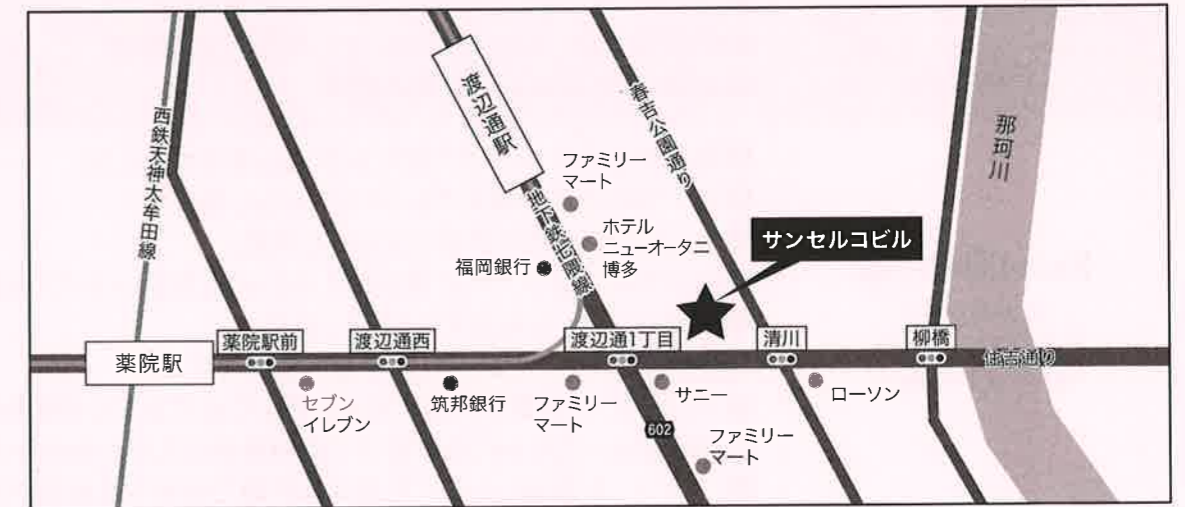 西鉄天神大牟田線
渡辺通駅
地下鉄七隈線
春吉公園通り
那珂川
ファミリー
マート
ホテル
ニューオータニ
博多
福岡銀行
サンセルコビル
薬院駅
薬院駅前
渡辺通西
渡辺通1丁目
清川
柳橋
住吉通り
セブン
イレブン
筑邦銀行
ファミリー
マート
サニー
ローソン
602
ファミリー
マート